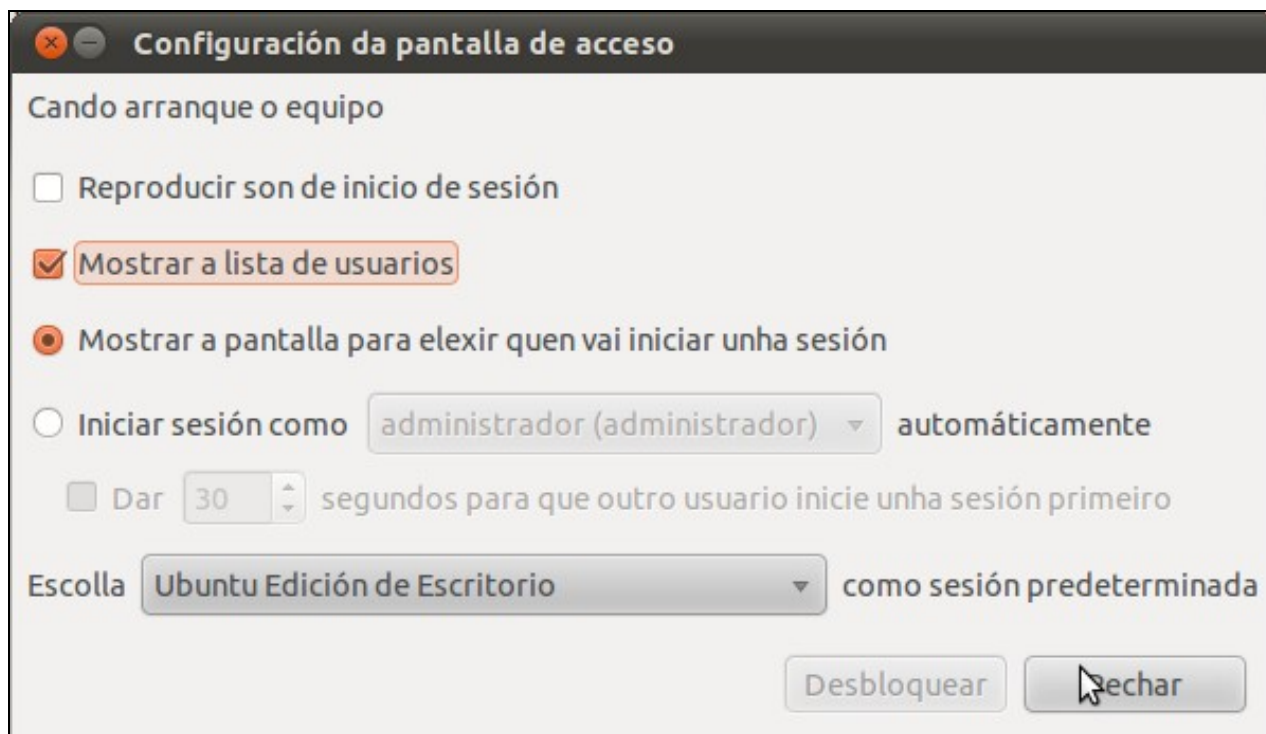 Configuración da pantalla de acceso
Cando arranque o equipo
Reproducir son de inicio de sesión
Mostrar a lista de usuarios
Mostrar a pantalla para elexir quen vai iniciar unha sesión
Iniciar sesión como administrador (administrador) automáticamente
Dar 30 segundos para que outro usuario inicie unha sesión primeiro
Escolla Ubuntu Edición de Escritorio como sesión predeterminada
Desbloquear Pechar